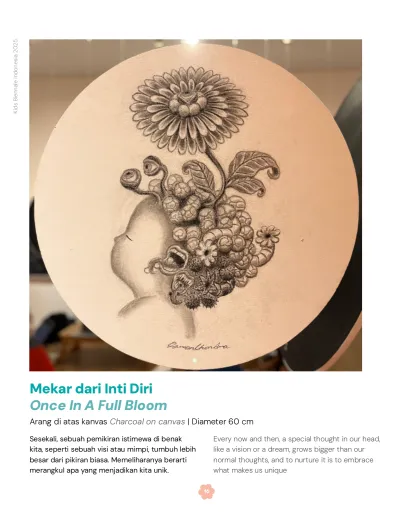 Kids Biennale Indonesia 2025
Mekar dari Inti Diri
Once In A Full Bloom
Arang di atas kanvas Charcoal on canvas | Diameter 60 cm
Sesekali, sebuah pemikiran istimewa di benak
kita, seperti sebuah visi atau mimpi, tumbuh lebih
besar dari pikiran biasa. Memeliharanya berarti
merangkul apa yang menjadikan kita unik.
Every now and then, a special thought in our head,
like a vision or a dream, grows bigger than our
normal thoughts, and to nurture it is to embrace
what makes us unique